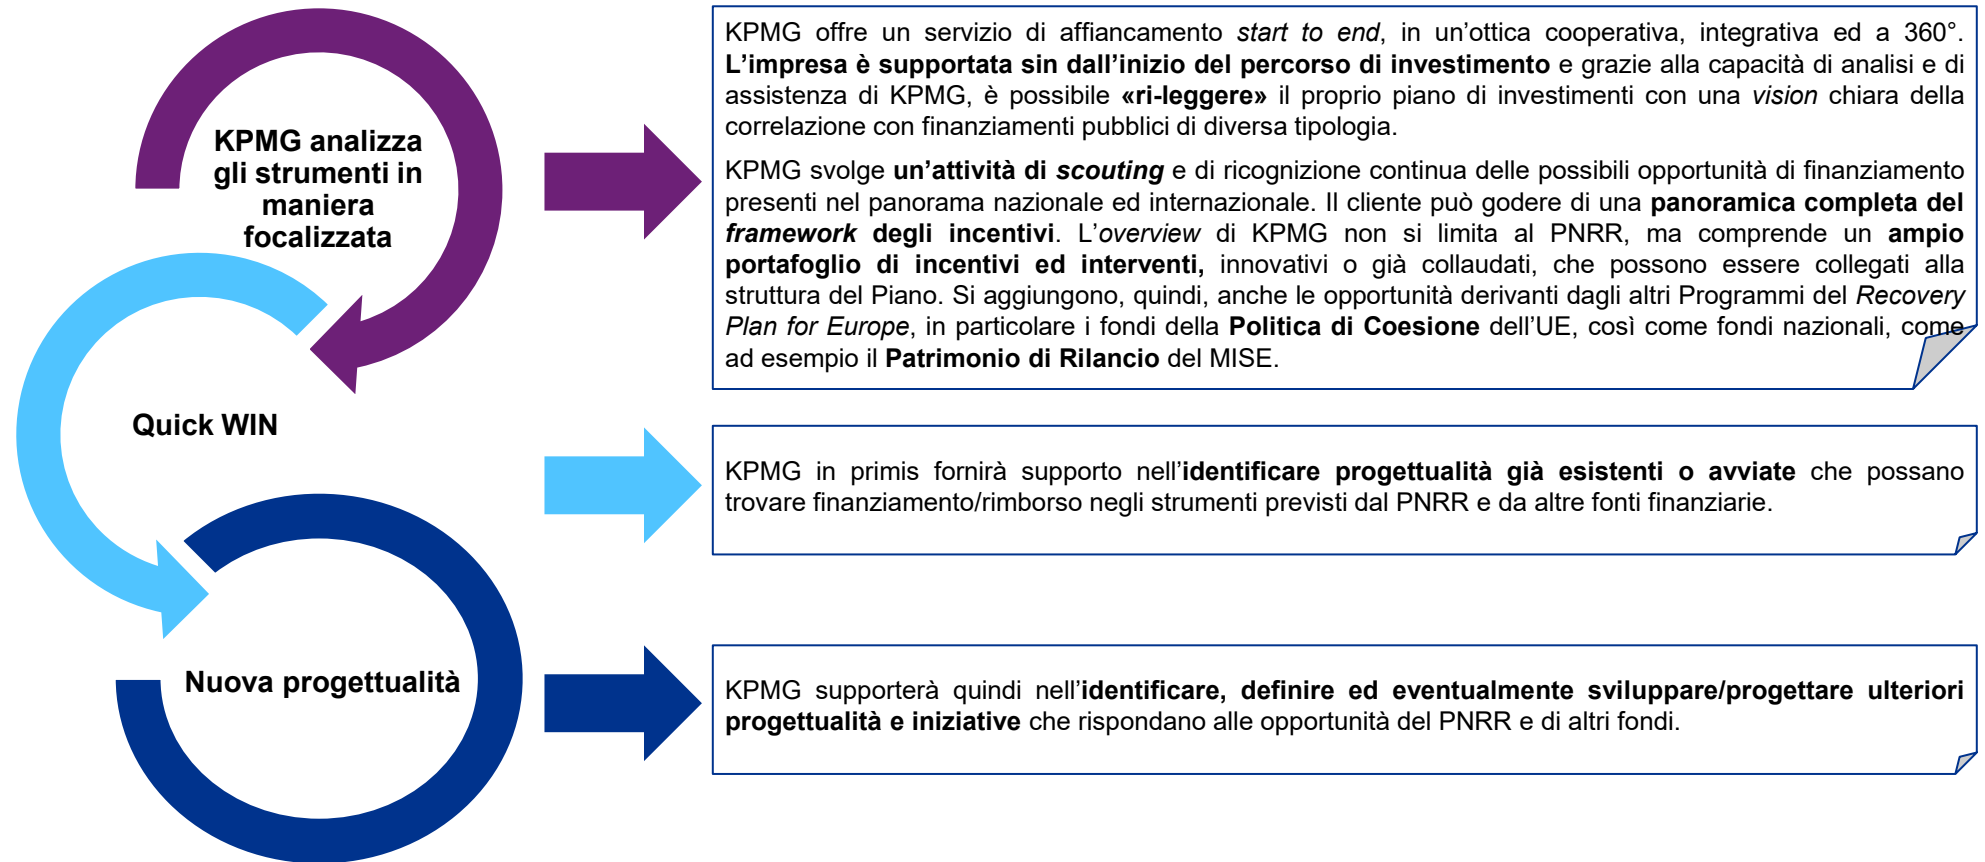 KPMG analizza
gli strumenti in
maniera
focalizzata
KPMG offre un servizio di affiancamento start to end, in un’ottica cooperativa, integrativa ed a 360°.
L’impresa è supportata sin dall’inizio del percorso di investimento e grazie alla capacità di analisi e di
assistenza di KPMG, è possibile «ri-leggere» il proprio piano di investimenti con una vision chiara della
correlazione con finanziamenti pubblici di diversa tipologia.
KPMG svolge un’attività di scouting e di ricognizione continua delle possibili opportunità di finanziamento
presenti nel panorama nazionale ed internazionale. Il cliente può godere di una panoramica completa del
framework degli incentivi. L’overview di KPMG non si limita al PNRR, ma comprende un ampio
portafoglio di incentivi ed interventi, innovativi o già collaudati, che possono essere collegati alla
struttura del Piano. Si aggiungono, quindi, anche le opportunità derivanti dagli altri Programmi del Recovery
Plan for Europe, in particolare i fondi della Politica di Coesione dell’UE, così come fondi nazionali, come
ad esempio il Patrimonio di Rilancio del MISE.
Quick WIN
KPMG in primis fornirà supporto nell’identificare progettualità già esistenti o avviate che possano
trovare finanziamento/rimborso negli strumenti previsti dal PNRR e da altre fonti finanziarie.
Nuova progettualità
KPMG supporterà quindi nell’identificare, definire ed eventualmente sviluppare/progettare ulteriori
progettualità e iniziative che rispondano alle opportunità del PNRR e di altri fondi.